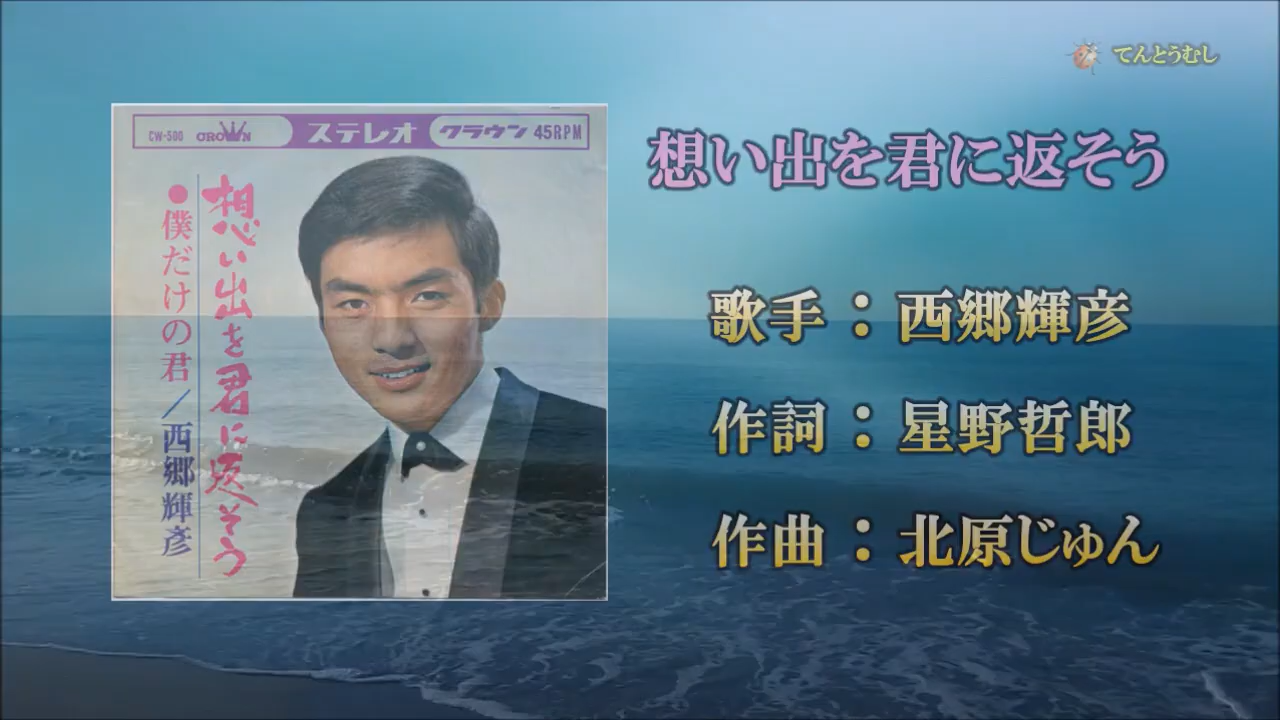 てんとうむし
CW-500 CROWN ステレオ クラウン 45RPM
想い出を君に返そう
●僕だけの君/西郷輝彦
想い出を君に返そう
歌手：西郷輝彦
作詞：星野哲郎
作曲：北原じゅん